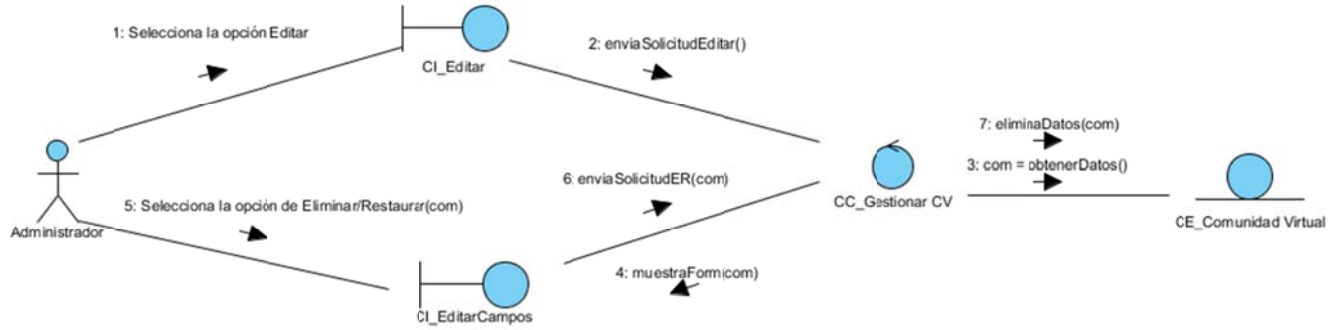 1: Selecciona la opción Editar
CI_Editar
2: enviaSolicitudEditar()
7: eliminaDatos(com)
3: com = obtenerDatos()
CC_Gestionar CV
CE_Comunidad Virtual
6: enviaSolicitudER(com)
5: Selecciona la opción de Eliminar/Restaurar(com)
Administrador
4: muestraForm(com)
CI_EditarCampos